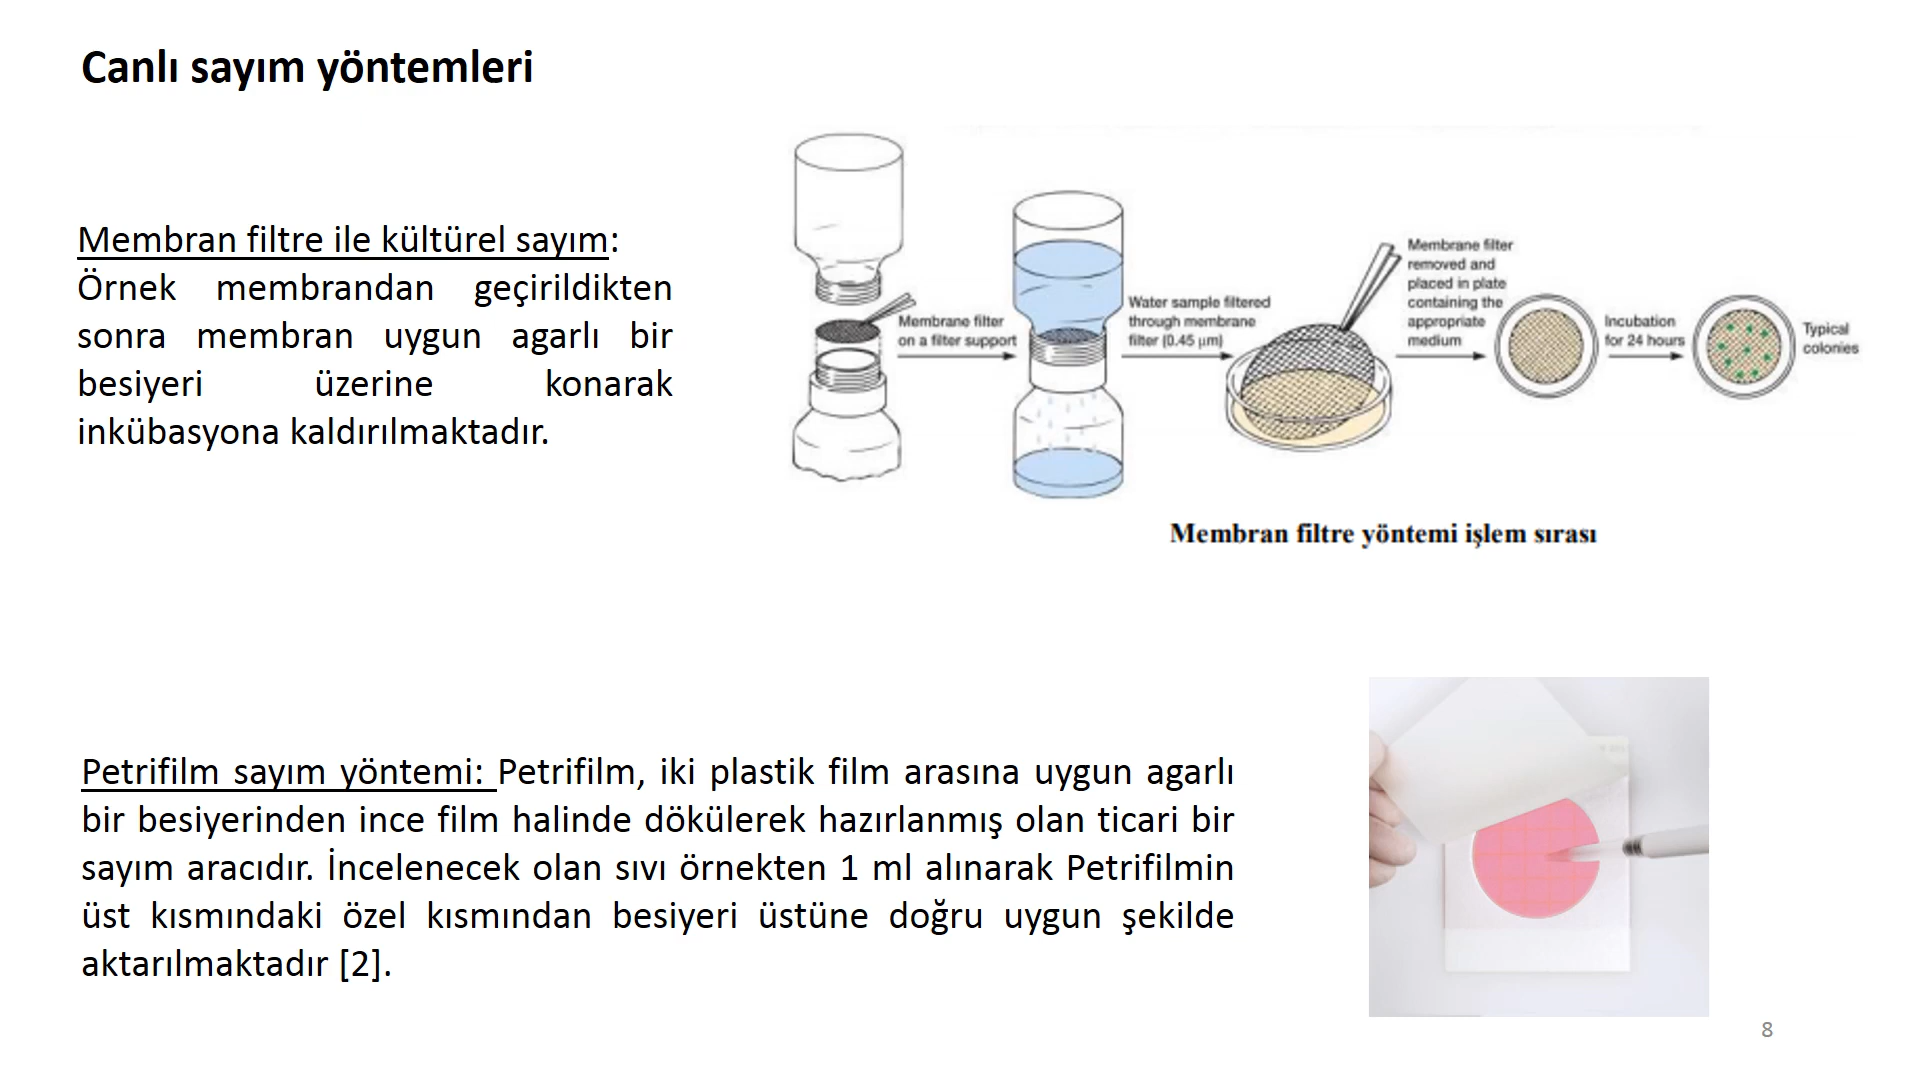 Canlı sayım yöntemleri
Membran filtre ile kültürel sayım:
Örnek membrandan geçirildikten
sonra membran uygun agarlı bir
besiyeri üzerine konarak
inkübasyona kaldırılmaktadır.
Membrane filter
on a filter support
Water sample filtered
through membrane
filter (0.45 µm)
Membrane filter
removed and
placed in plate
containing the
appropriate
medium
Incubation
for 24 hours
Typical
colonies
Membran filtre yöntemi işlem sırası
Petrifilm sayım yöntemi: Petrifilm, iki plastik film arasına uygun agarlı
bir besiyerinden ince film halinde dökülerek hazırlanmış olan ticari bir
sayım aracıdır. İncelenecek olan sıvı örnekten 1 ml alınarak Petrifilmin
üst kısmındaki özel kısmından besiyeri üstüne doğru uygun şekilde
aktarılmaktadır [2].
8